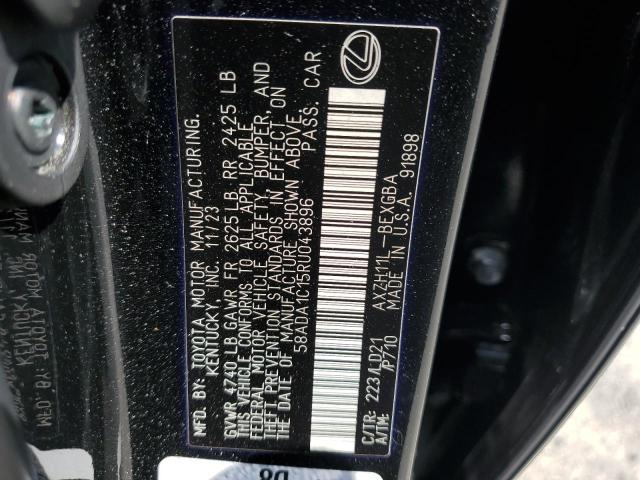 MFD. BY: TOYOTA MOTOR MANUFACTURING,
KENTUCKY, INC. 11/23
GVWR 4740 LB GAWR FR 2625 LB RR 2425 LB
THIS VEHICLE CONFORMS TO ALL APPLICABLE
FEDERAL MOTOR VEHICLE SAFETY, BUMPER, AND
THEFT PREVENTION STANDARDS IN EFFECT ON
THE DATE OF MANUFACTURE SHOWN ABOVE.
58ADA1C15RU043896 PASS. CAR
C/TR: 223/LD21 AXZH11L-BEXGBA
A/TM: /P710 MADE IN U.S.A. 91898